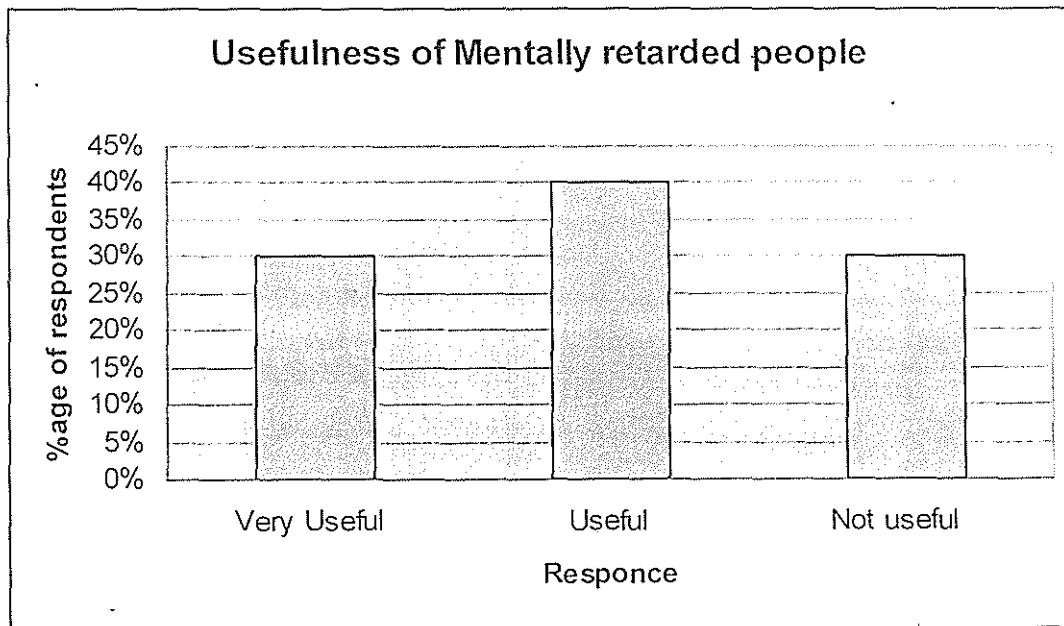 Usefulness of Mentally retarded people
%age of respondents
45%
40%
35%
30%
25%
20%
15%
10%
5%
0%
Very Useful Useful Not useful
Responce